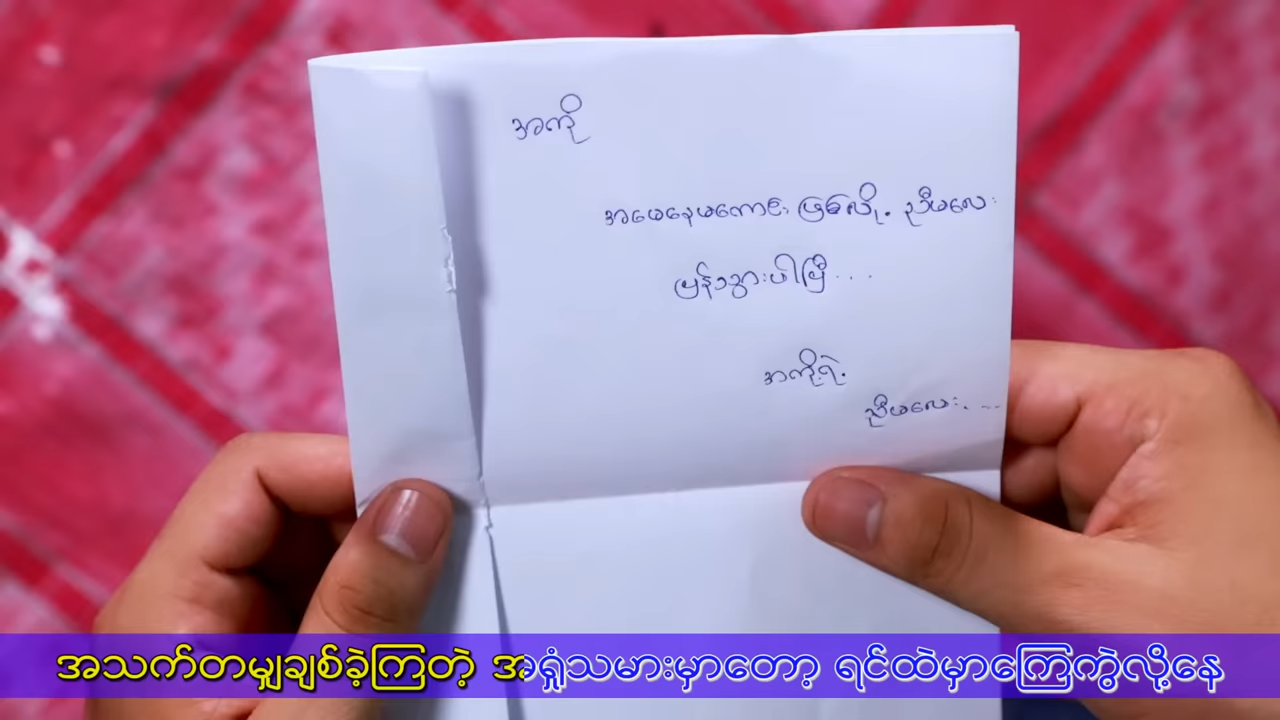 အကို
အမေနေမကောင်း ဖြစ်လို့. ညီမလေး
ပြန်သွားပါပြီ...
အကို့ရဲ့
ညီမလေး. ...
အသက်တမျှချစ်ခဲ့ကြတဲ့ အရှုံးသမားမှာတော့ ရင်ထဲမှာကြေကွဲလို့နေ